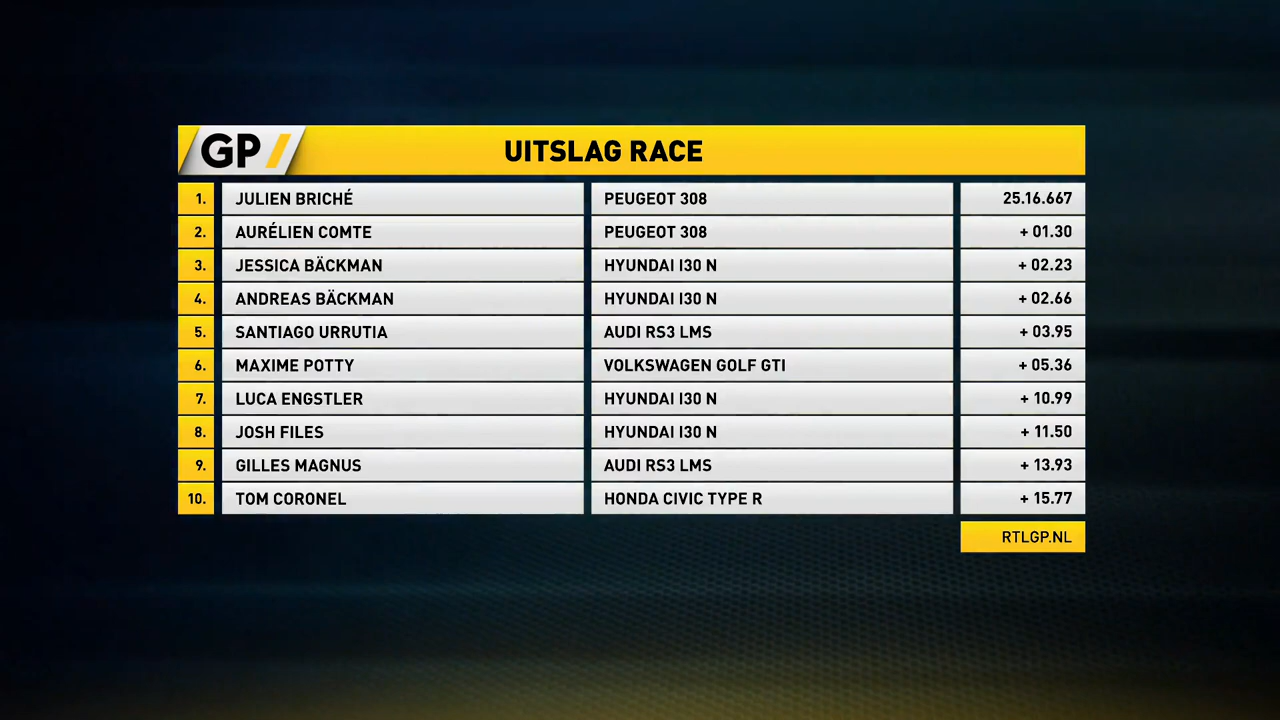 GP/ UITSLAG RACE
1. JULIEN BRICHÉ PEUGEOT 308 25.16.667
2. AURÉLIEN COMTE PEUGEOT 308 + 01.30
3. JESSICA BÄCKMAN HYUNDAI I30 N + 02.23
4. ANDREAS BÄCKMAN HYUNDAI I30 N + 02.66
5. SANTIAGO URRUTIA AUDI RS3 LMS + 03.95
6. MAXIME POTTY VOLKSWAGEN GOLF GTI + 05.36
7. LUCA ENGSTLER HYUNDAI I30 N + 10.99
8. JOSH FILES HYUNDAI I30 N + 11.50
9. GILLES MAGNUS AUDI RS3 LMS + 13.93
10. TOM CORONEL HONDA CIVIC TYPE R + 15.77
RTLGP.NL